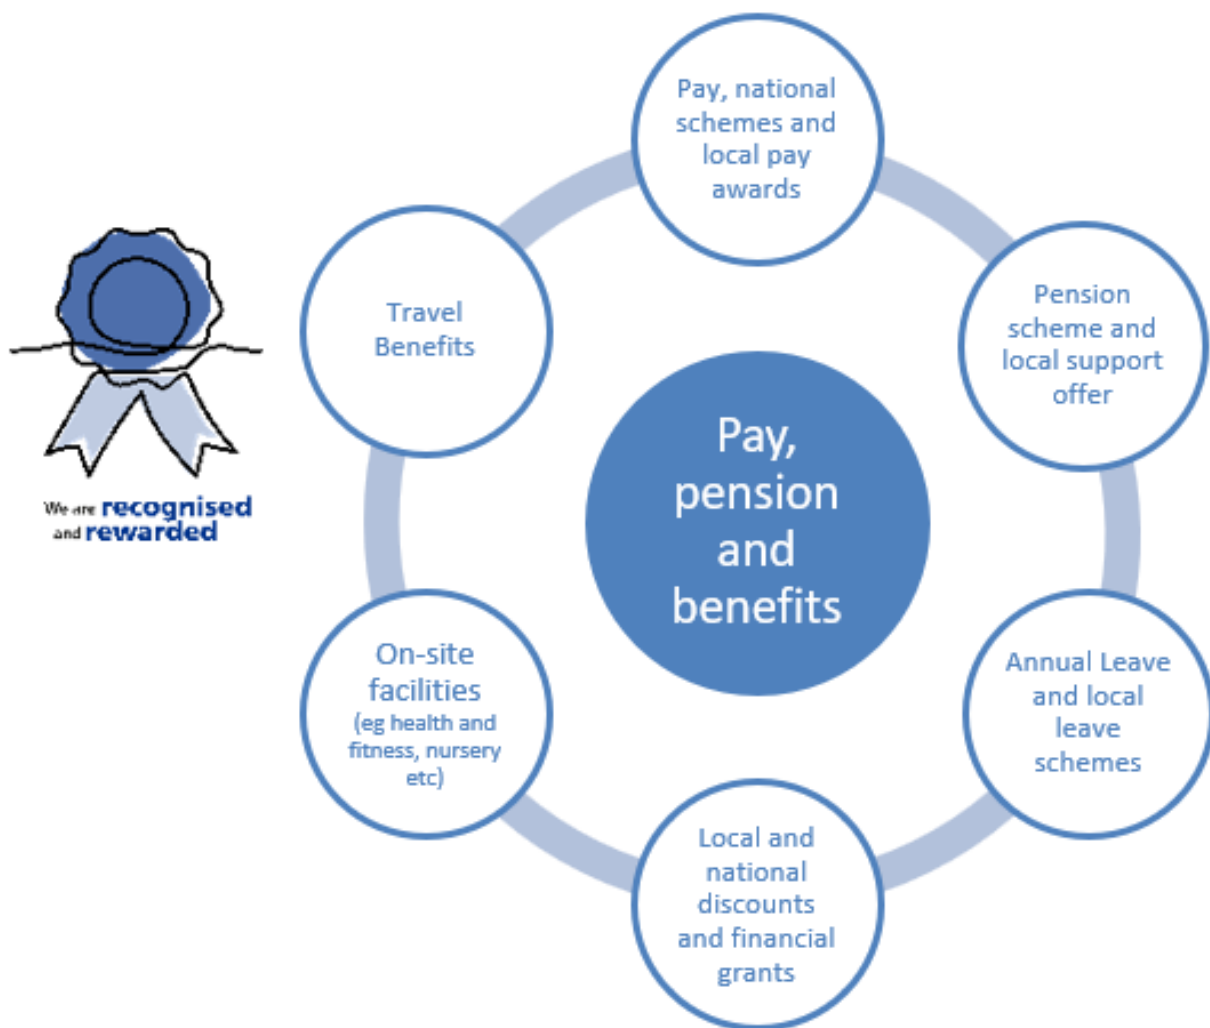 Pay, national
schemes and
local pay
awards
Pension
scheme and
local support
offer
Annual Leave
and local
leave
schemes
Local and
national
discounts
and financial
grants
On-site
facilities
(eg health and
fitness, nursery
etc)
Travel
Benefits
Pay,
pension
and
benefits
We are recognised
and rewarded